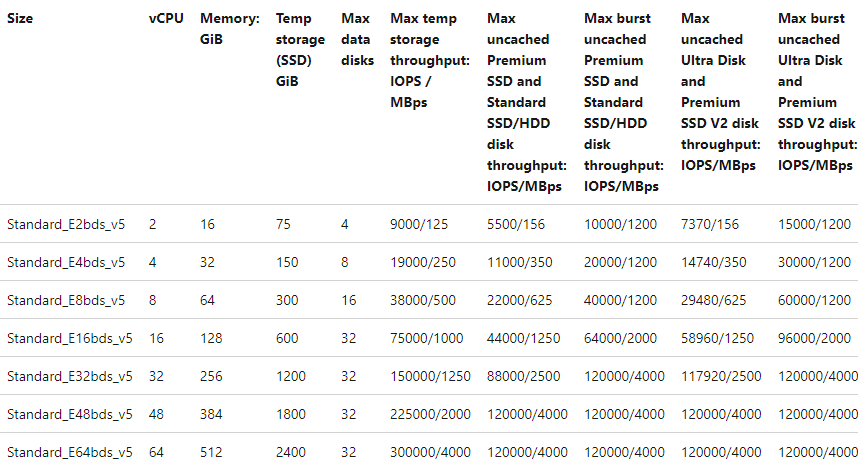 Size vCPU Memory: GiB Temp storage (SSD) GiB Max data disks Max temp storage throughput: IOPS / MBps Max uncached Premium SSD and Standard SSD/HDD disk throughput: IOPS/MBps Max burst uncached Premium SSD and Standard SSD/HDD disk throughput: IOPS/MBps Max uncached Ultra Disk and Premium SSD V2 disk throughput: IOPS/MBps Max burst uncached Ultra Disk and Premium SSD V2 disk throughput: IOPS/MBps
Standard_E2bds_v5 2 16 75 4 9000/125 5500/156 10000/1200 7370/156 15000/1200
Standard_E4bds_v5 4 32 150 8 19000/250 11000/350 20000/1200 14740/350 30000/1200
Standard_E8bds_v5 8 64 300 16 38000/500 22000/625 40000/1200 29480/625 60000/1200
Standard_E16bds_v5 16 128 600 32 75000/1000 44000/1250 64000/2000 58960/1250 96000/2000
Standard_E32bds_v5 32 256 1200 32 150000/1250 88000/2500 120000/4000 117920/2500 120000/4000
Standard_E48bds_v5 48 384 1800 32 225000/2000 120000/4000 120000/4000 120000/4000 120000/4000
Standard_E64bds_v5 64 512 2400 32 300000/4000 120000/4000 120000/4000 120000/4000 120000/4000